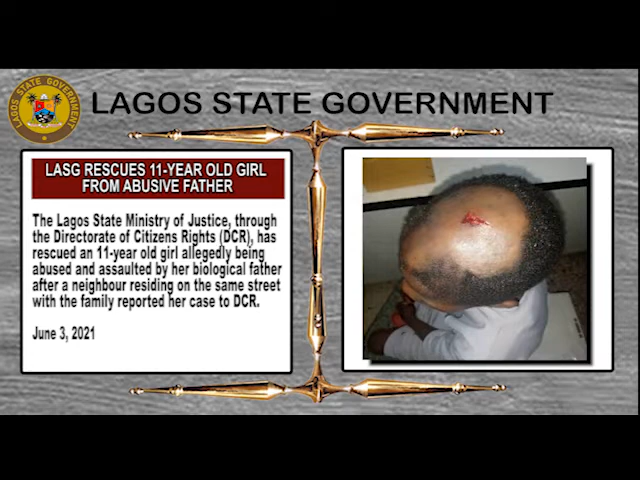 LAGOS STATE GOVERNMENT
LAGOS STATE GOVERNMENT
LASG RESCUES 11-YEAR OLD GIRL
FROM ABUSIVE FATHER
The Lagos State Ministry of Justice, through
the Directorate of Citizens Rights (DCR), has
rescued an 11-year old girl allegedly being
abused and assaulted by her biological father
after a neighbour residing on the same street
with the family reported her case to DCR.
June 3, 2021